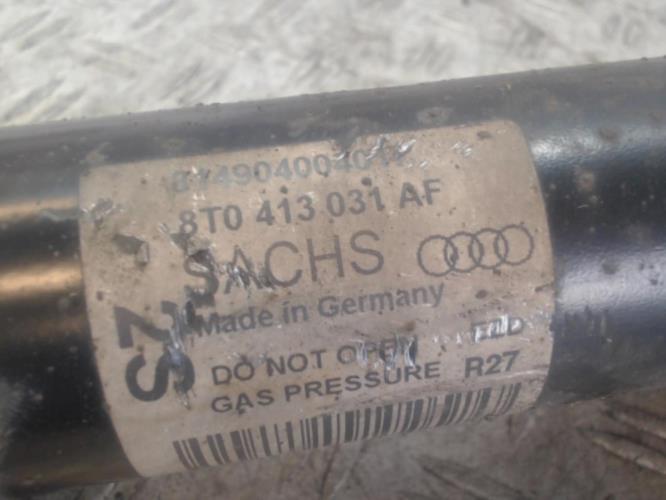 8T0 413 031 AF
SACHS
Made in Germany
DO NOT OPEN
GAS PRESSURE R27